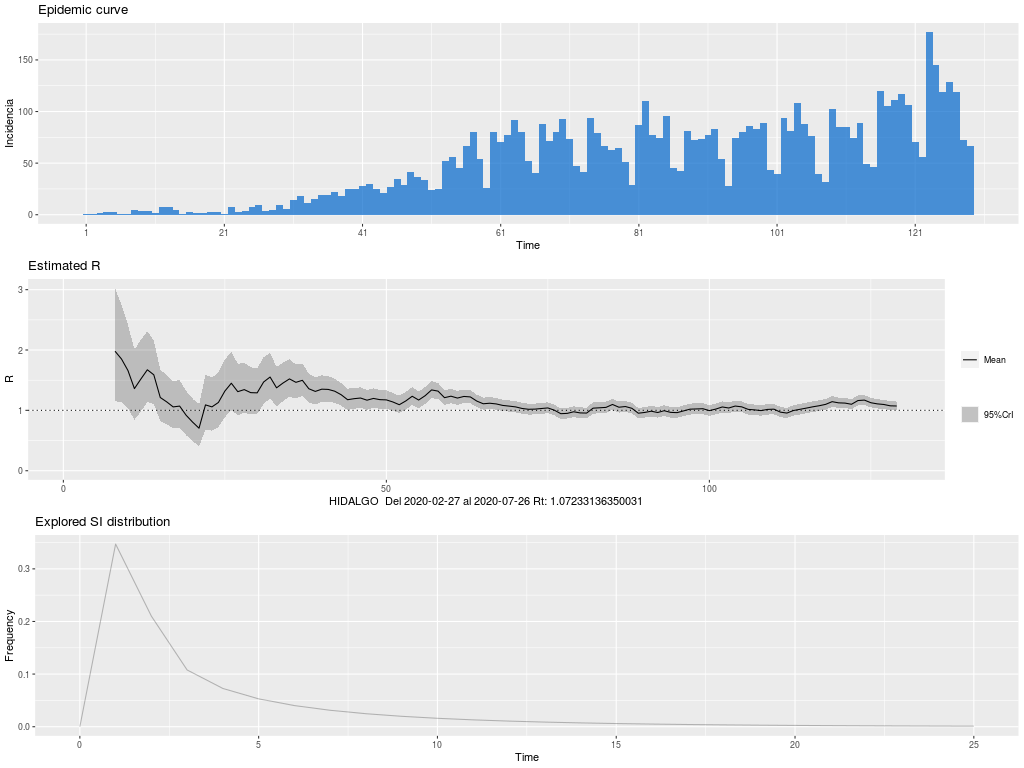 Epidemic curve
Incidencia
150
100
50
0
1
21
41
61
81
101
121
Time
Estimated R
R
3
2
1
0
0
50
100
Mean
95%CrI
HIDALGO  Del 2020-02-27 al 2020-07-26 Rt: 1.07233136350031
Explored SI distribution
Frequency
0.3
0.2
0.1
0.0
0
5
10
15
20
25
Time